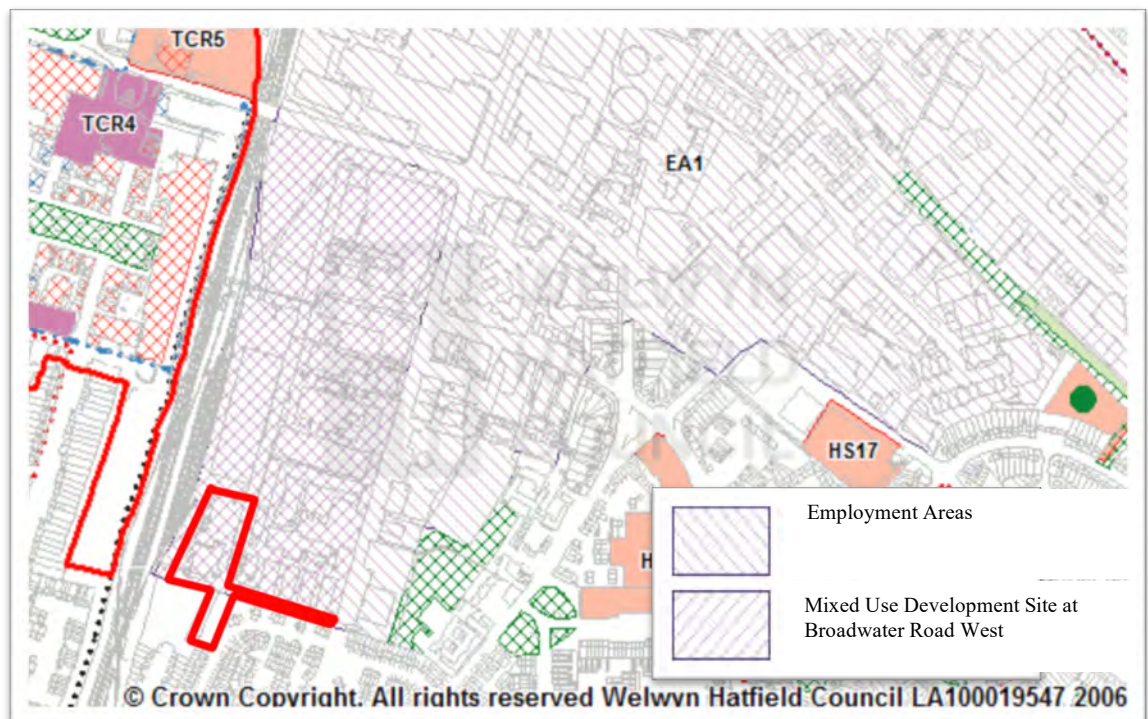 TCR5
TCR4
EA1
HS17
H
Employment Areas
Mixed Use Development Site at
Broadwater Road West
© Crown Copyright. All rights reserved Welwyn Hatfield Council LA100019547 2006